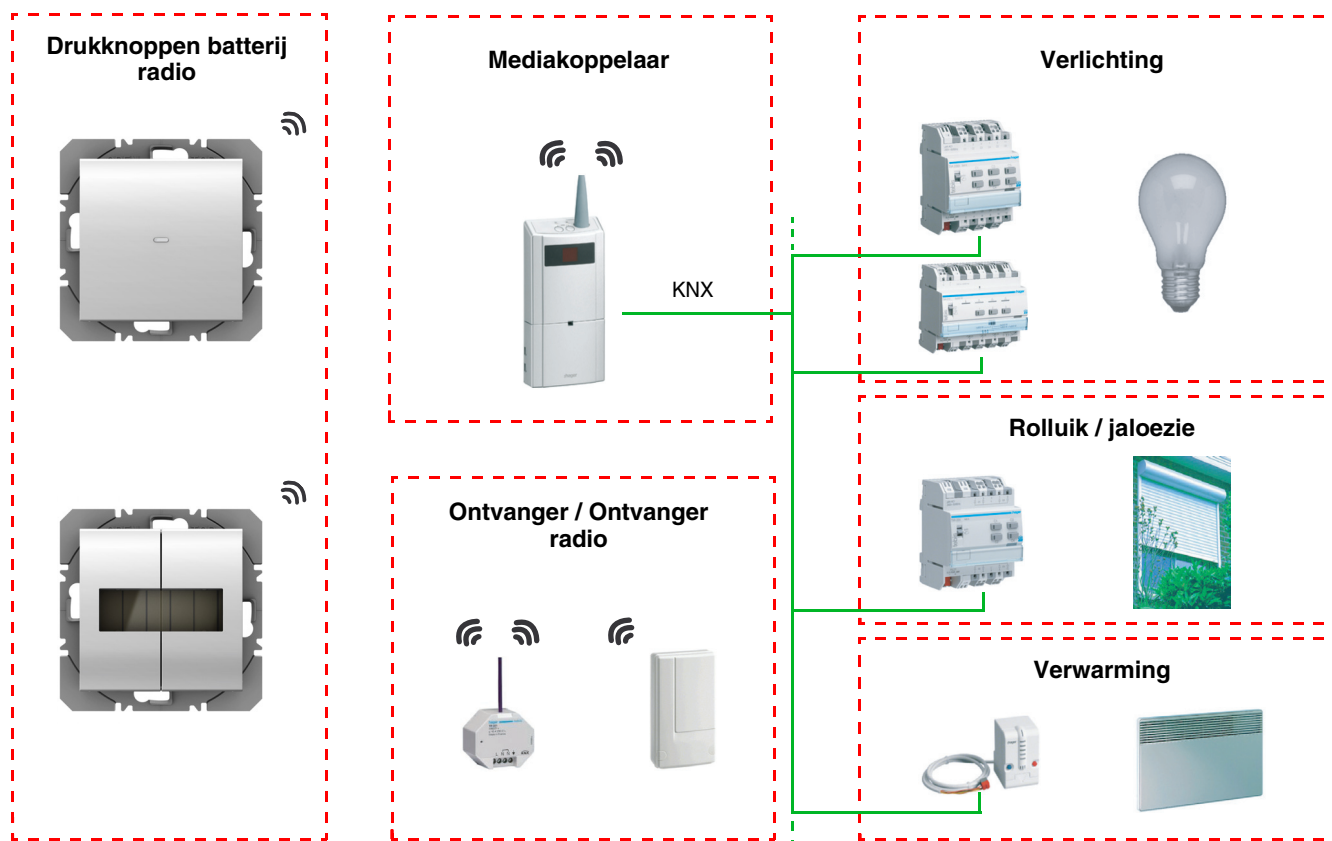 Drukknoppen batterij
radio
Mediakoppelaar
KNX
Ontvanger / Ontvanger
radio
Verlichting
Rolluik / jaloezie
Verwarming